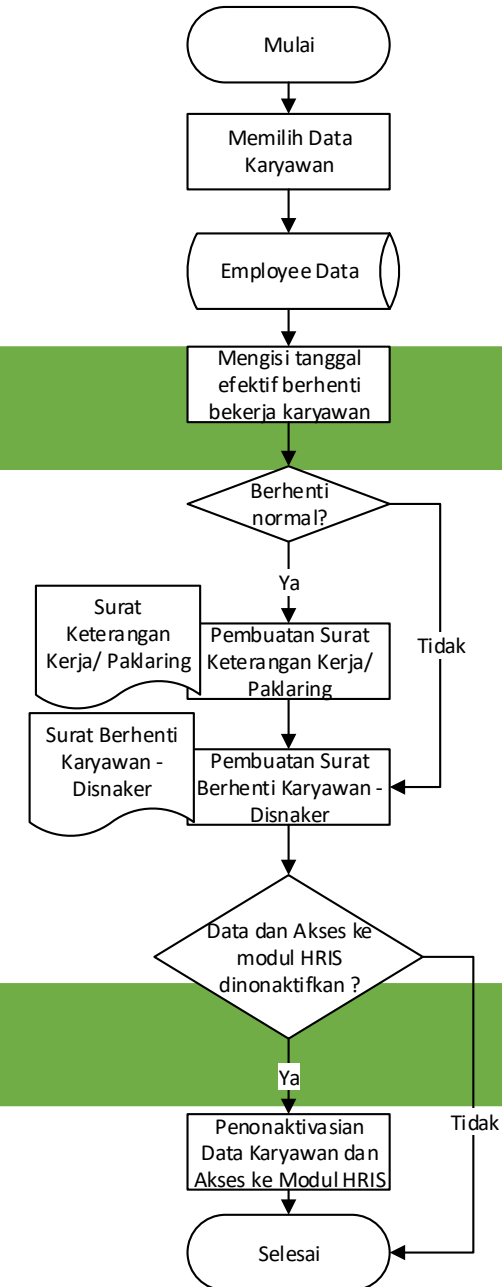 Mulai
Memilih Data
Karyawan
Employee Data
Mengisi tanggal
efektif berhenti
bekerja karyawan
Berhenti
normal?
Ya
Tidak
Surat
Keterangan
Kerja/ Paklaring
Pembuatan Surat
Keterangan Kerja/
Paklaring
Surat Berhenti
Karyawan -
Disnaker
Pembuatan Surat
Berhenti Karyawan -
Disnaker
Data dan Akses ke
modul HRIS
dinonaktifkan ?
Ya
Tidak
Penonaktivasian
Data Karyawan dan
Akses ke Modul HRIS
Selesai